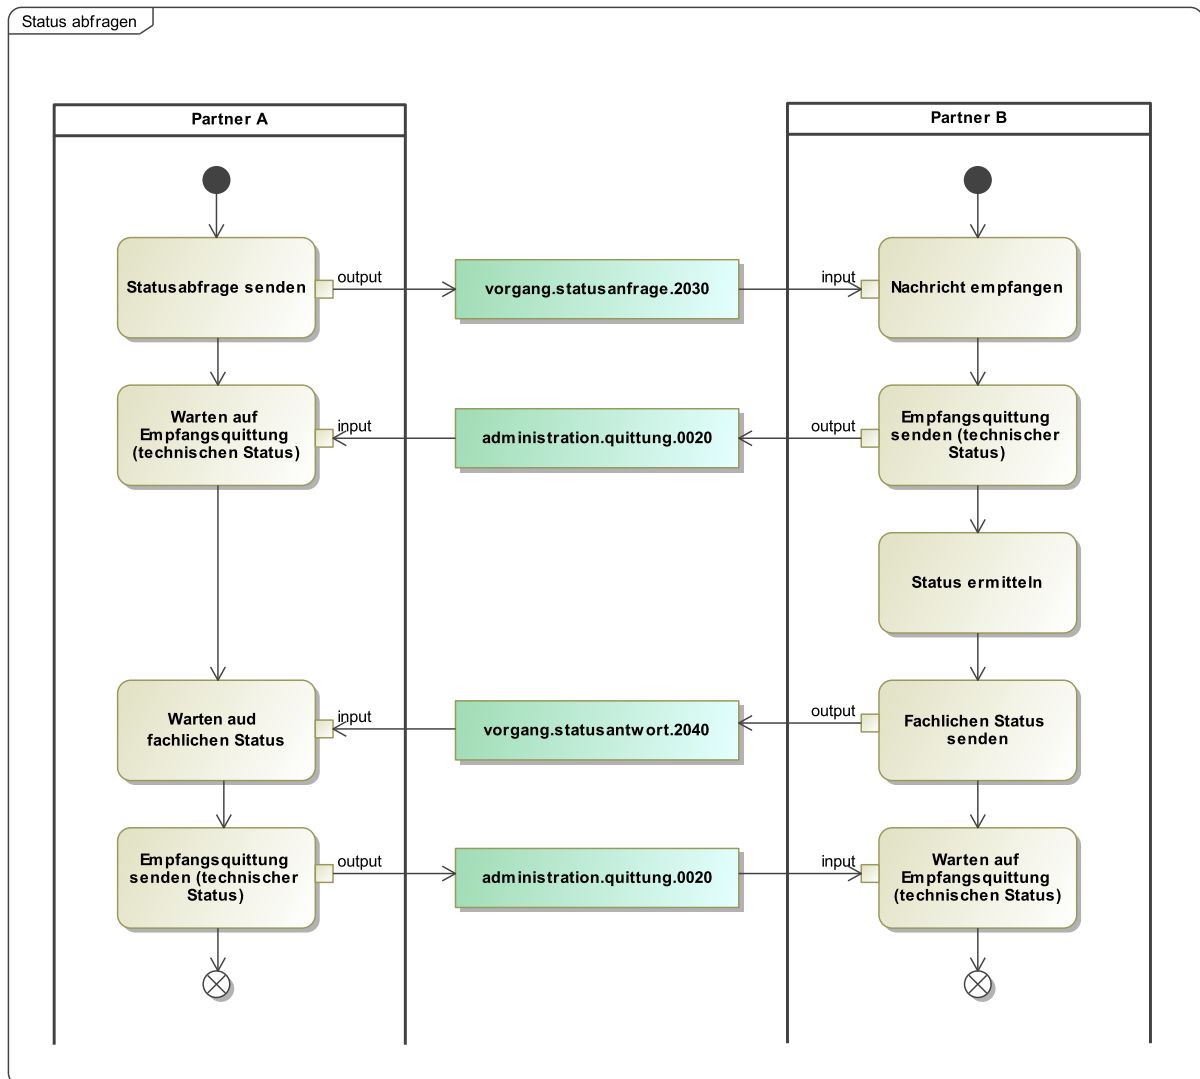 Status abfragen
Partner A
Partner B
Statusabfrage senden
output
vorgang.statusanfrage.2030
input
Nachricht empfangen
Warten auf
Empfangsquittung
(technischen Status)
input
administration.quittung.0020
output
Empfangsquittung
senden (technischer
Status)
Status ermitteln
Warten aud
fachlichen Status
input
vorgang.statusantwort.2040
output
Fachlichen Status
senden
Empfangsquittung
senden (technischer
Status)
output
administration.quittung.0020
input
Warten auf
Empfangsquittung
(technischen Status)